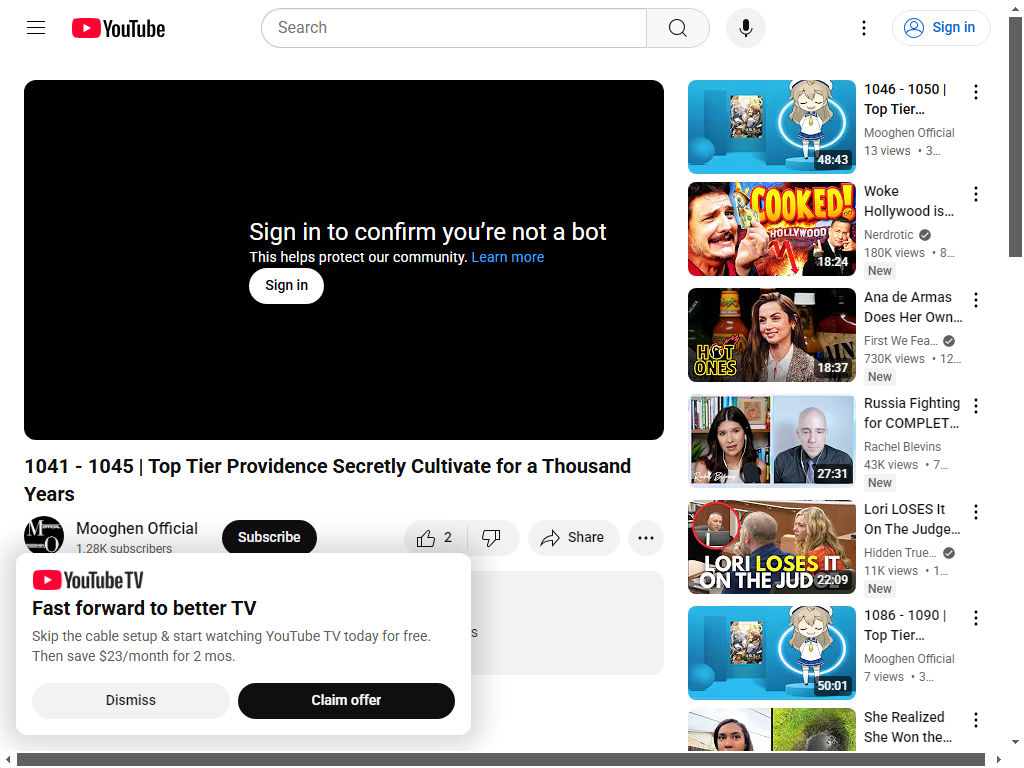 YouTube
Search
Sign in
Sign in to confirm you’re not a bot
This helps protect our community. Learn more
Sign in
1041 - 1045 | Top Tier Providence Secretly Cultivate for a Thousand
Years
Mooghen Official
1.28K subscribers
Subscribe
2
Share
YouTube TV
Fast forward to better TV
Skip the cable setup & start watching YouTube TV today for free.
Then save $23/month for 2 mos.
Dismiss
Claim offer
s
1046 - 1050 |
Top Tier…
Mooghen Official
13 views • 3…
48:43
COOKED!
HOLLYWOOD
18:24
Woke
Hollywood is…
Nerdrotic
180K views • 8…
New
HOT
ONES
18:37
Ana de Armas
Does Her Own…
First We Fea…
730K views • 12…
New
27:31
Russia Fighting
for COMPLET…
Rachel Blevins
43K views • 7…
New
LORI LOSES IT
ON THE JUDGE
22:09
Lori LOSES It
On The Judge…
Hidden True…
11K views • 1…
New
50:01
1086 - 1090 |
Top Tier…
Mooghen Official
7 views • 3…
She Realized
She Won the…